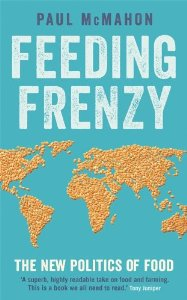 PAUL McMAHON
FEEDING
FRENZY
THE NEW POLITICS OF FOOD
'A superb, highly readable take on food and farming.
This is a book we all need to read.' Tony Juniper